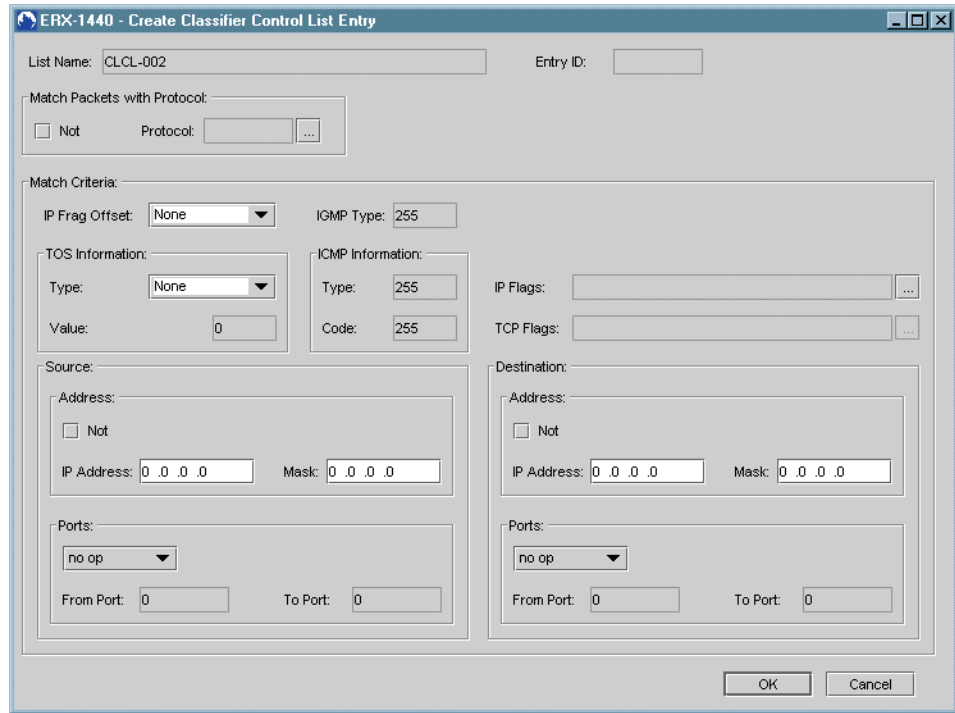 ERX-1440 - Create Classifier Control List Entry
List Name: CLCL-002 Entry ID:
Match Packets with Protocol:
Not Protocol: ...
Match Criteria:
IP Frag Offset: None IGMP Type: 255
TOS Information: ICMP Information:
Type: None Type: 255 IP Flags: ...
Value: 0 Code: 255 TCP Flags: ...
Source: Destination:
Address: Address:
Not Not
IP Address: 0 .0 .0 .0 Mask: 0 .0 .0 .0 IP Address: 0 .0 .0 .0 Mask: 0 .0 .0 .0
Ports: Ports:
no op no op
From Port: 0 To Port: 0 From Port: 0 To Port: 0
OK Cancel